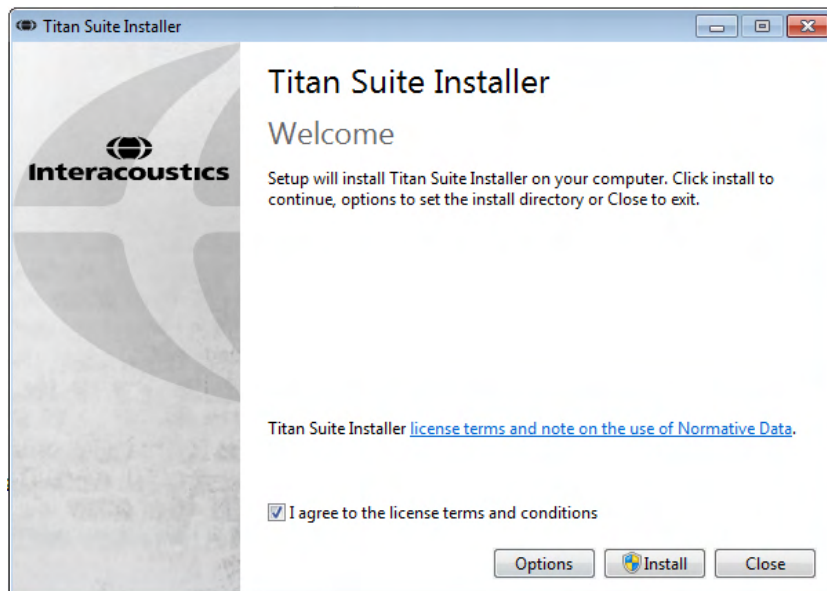 Titan Suite Installer
Interacoustics
Titan Suite Installer
Welcome
Setup will install Titan Suite Installer on your computer. Click install to
continue, options to set the install directory or Close to exit.
Titan Suite Installer license terms and note on the use of Normative Data.
I agree to the license terms and conditions
Options
Install
Close